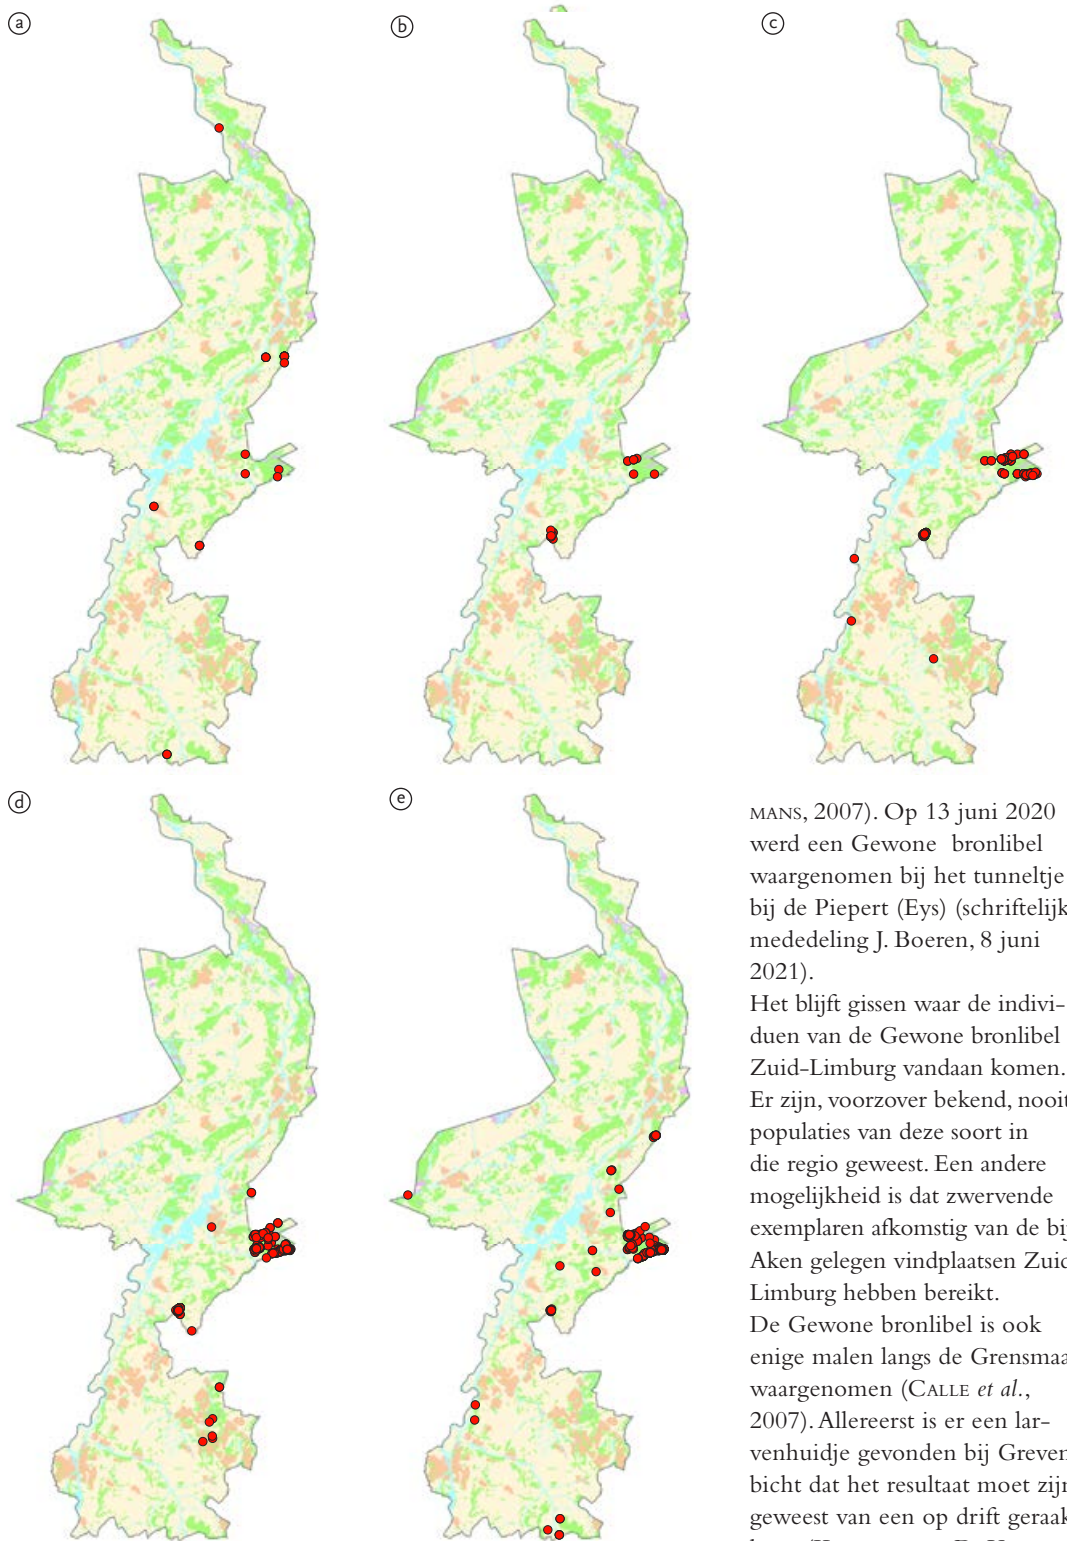 a
b
c
d
e
MANS, 2007). Op 13 juni 2020
werd een Gewone bronlibel
waargenomen bij het tunneltje
bij de Piepert (Eys) (schriftelijk
mededeling J. Boeren, 8 juni
2021).
Het blijft gissen waar de indivi-
duen van de Gewone bronlibel
Zuid-Limburg vandaan komen.
Er zijn, voorzover bekend, nooit
populaties van deze soort in
die regio geweest. Een andere
mogelijkheid is dat zwervende
exemplaren afkomstig van de bij
Aken gelegen vindplaatsen Zuid
Limburg hebben bereikt.
De Gewone bronlibel is ook
enige malen langs de Grensmaa
waargenomen (CALLE et al.,
2007). Allereerst is er een lar-
venhuidje gevonden bij Greven
bicht dat het resultaat moet zijn
geweest van een op drift geraak